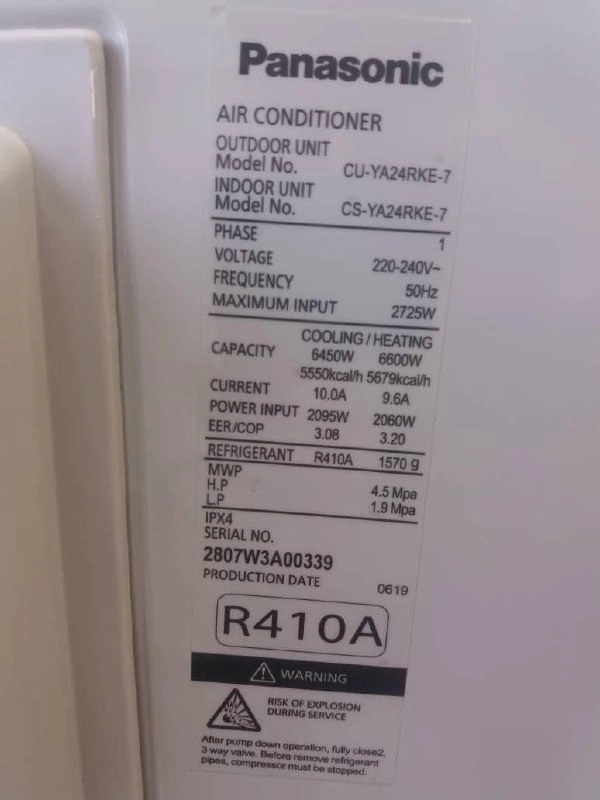 Panasonic
AIR CONDITIONER
OUTDOOR UNIT
Model No. CU-YA24RKE-7
INDOOR UNIT
Model No. CS-YA24RKE-7
PHASE 1
VOLTAGE 220-240V~
FREQUENCY 50Hz
MAXIMUM INPUT 2725W
COOLING / HEATING
CAPACITY 6450W 6600W
5550kcal/h 5679kcal/h
CURRENT 10.0A 9.6A
POWER INPUT 2095W 2060W
EER/COP 3.08 3.20
REFRIGERANT R410A 1570 g
MWP
H.P 4.5 Mpa
L.P 1.9 Mpa
IPX4
SERIAL NO.
2807W3A00339
PRODUCTION DATE 0619
R410A
WARNING
RISK OF EXPLOSION
DURING SERVICE
After pump down operation, fully close2,
3 way valve. Before remove refrigerant
pipes, compressor must be stopped.